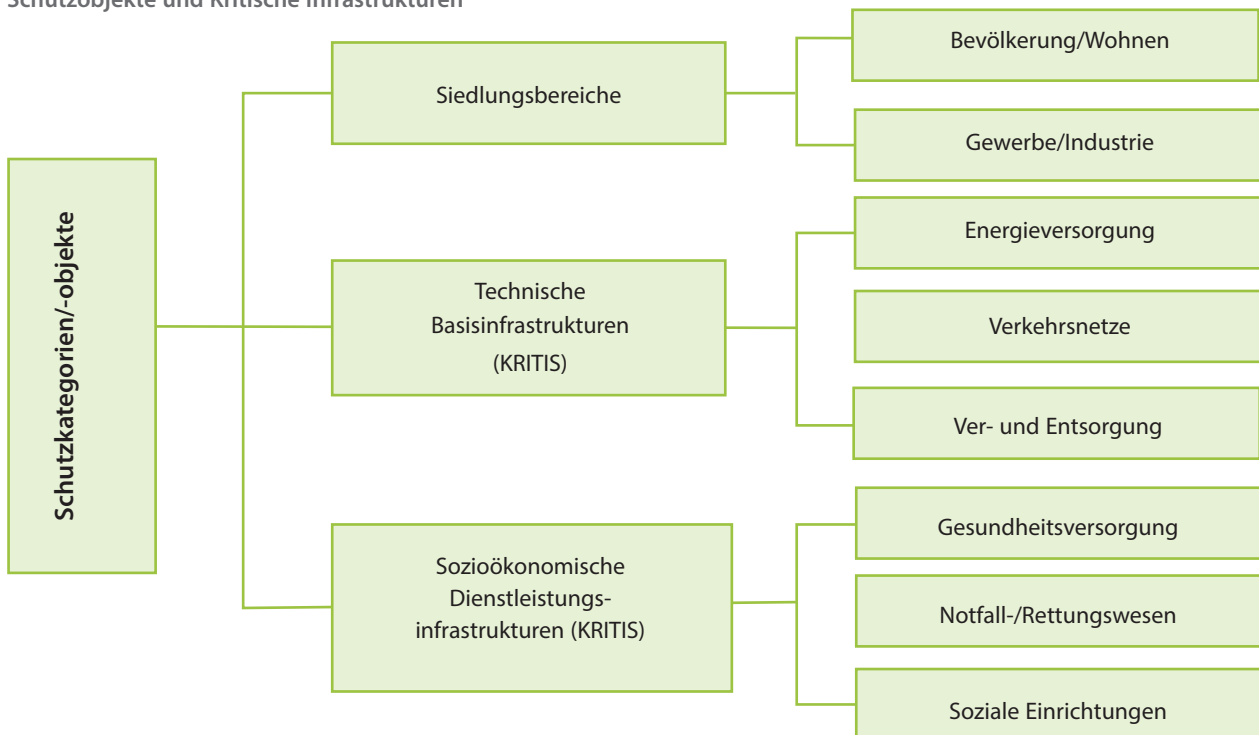 Schutzobjekte und Kritische Infrastrukturen
Schutzkategorien/-objekte
Siedlungsbereiche
Bevölkerung/Wohnen
Gewerbe/Industrie
Technische
Basisinfrastrukturen
(KRITIS)
Energieversorgung
Verkehrsnetze
Ver- und Entsorgung
Sozioökonomische
Dienstleistungs-
infrastrukturen (KRITIS)
Gesundheitsversorgung
Notfall-/Rettungswesen
Soziale Einrichtungen